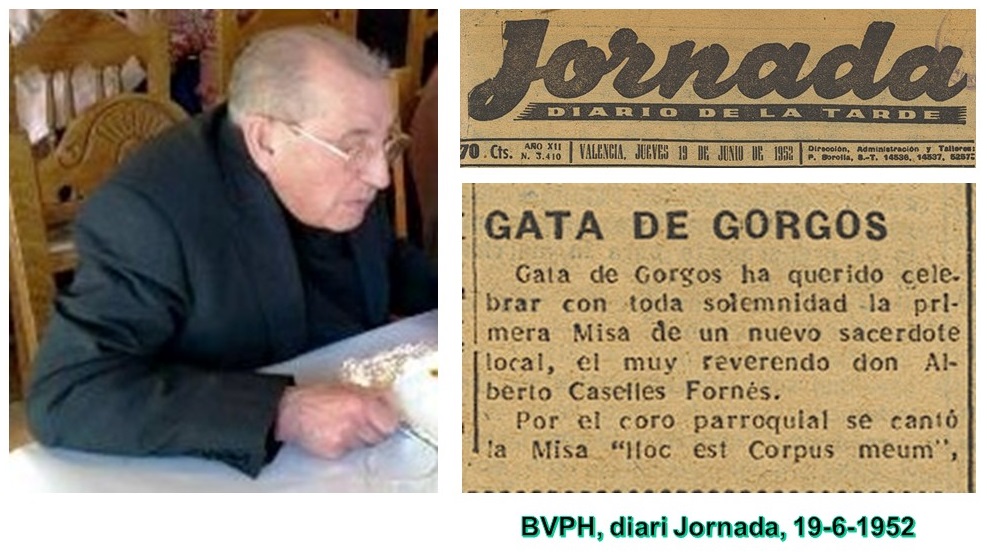 Jornada
DIARIO DE LA TARDE
70 Cts.
AÑO XII
N. 3.410
VALENCIA, JUEVES 19 DE JUNIO DE 1952
Dirección, Administración y Talleres:
P. Sorolla, 8.-T. 14536, 14537,
GATA DE GORGOS
Gata de Gorgos ha querido cele-
brar con toda solemnidad la pri-
mera Misa de un nuevo sacerdote
local, el muy reverendo don Al-
berto Caselles Fornés.
Por el coro parroquial se cantó
la Misa "Hoc est Corpus meum",
BVPH, diari Jornada, 19-6-1952